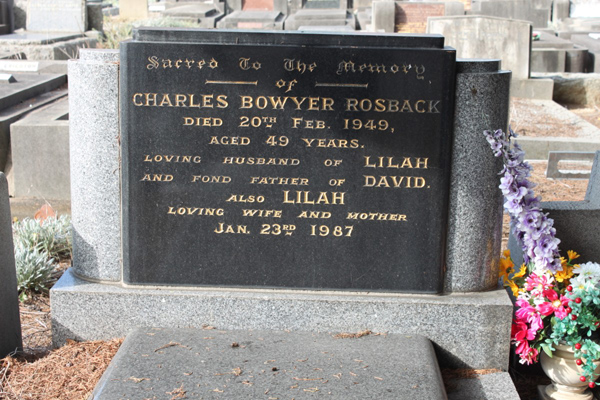 Sacred To The Memory
of
CHARLES BOWYER ROSBACK
DIED 20TH FEB. 1949,
AGED 49 YEARS.
LOVING HUSBAND OF LILAH
AND FOND FATHER OF DAVID.
ALSO LILAH
LOVING WIFE AND MOTHER
JAN. 23RD 1987